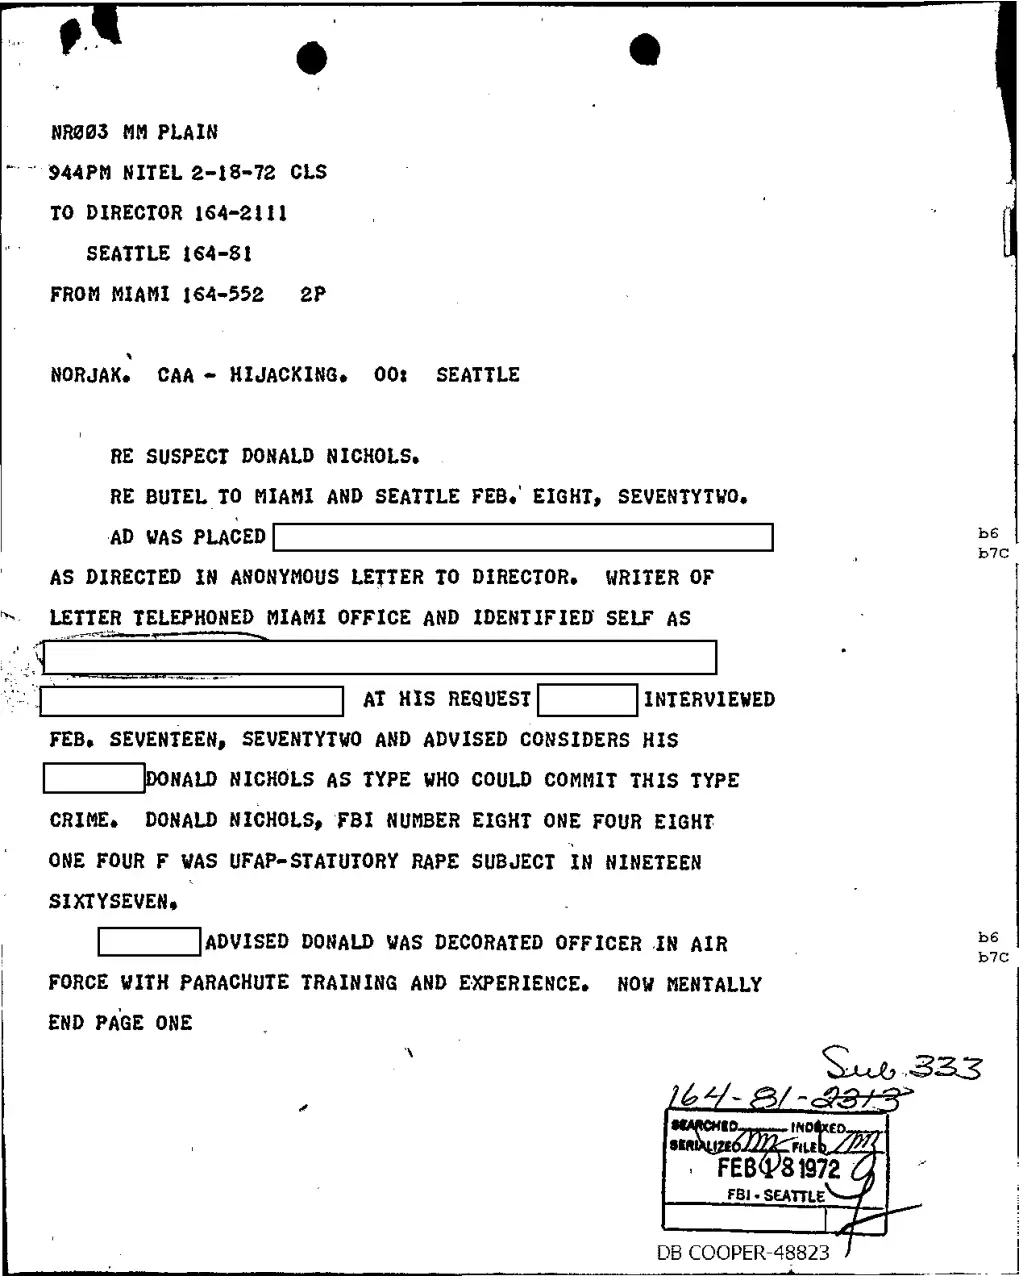 NR003 MM PLAIN
944PM NITEL 2-18-72 CLS
TO DIRECTOR 164-2111
SEATTLE 164-81
FROM MIAMI 164-552 2P
NORJAK. CAA - HIJACKING. OO: SEATTLE
RE SUSPECT DONALD NICHOLS.
RE BUTEL TO MIAMI AND SEATTLE FEB. EIGHT, SEVENTYTWO.
AD WAS PLACED
b6
b7C
AS DIRECTED IN ANONYMOUS LETTER TO DIRECTOR. WRITER OF
LETTER TELEPHONED MIAMI OFFICE AND IDENTIFIED SELF AS
AT HIS REQUEST INTERVIEWED
FEB. SEVENTEEN, SEVENTYTWO AND ADVISED CONSIDERS HIS
DONALD NICHOLS AS TYPE WHO COULD COMMIT THIS TYPE
CRIME. DONALD NICHOLS, FBI NUMBER EIGHT ONE FOUR EIGHT
ONE FOUR F WAS UFAP-STATUTORY RAPE SUBJECT IN NINETEEN
SIXTYSEVEN.
ADVISED DONALD WAS DECORATED OFFICER IN AIR
b6
b7C
FORCE WITH PARACHUTE TRAINING AND EXPERIENCE. NOW MENTALLY
END PAGE ONE
Sub 333
164-81-2313
SEARCHED INDEXED
SERIALIZED FILED
FEB 18 1972
FBI - SEATTLE
DB COOPER-48823